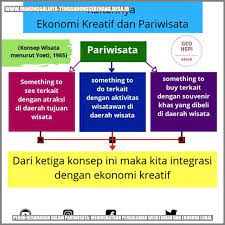 Ekonomi Kreatif dan Pariwisata
(Konsep Wisata
menurut Yoeti, 1985)
Pariwisata
GEO
HEPI
Something to
see terkait
dengan atraksi
di daerah tujuan
wisata
something to
do terkait
dengan aktivitas
wisatawan di
daerah wisata
something to
buy terkait
dengan souvenir
khas yang dibeli
di daerah wisata
Dari ketiga konsep ini maka kita integrasi
dengan ekonomi kreatif